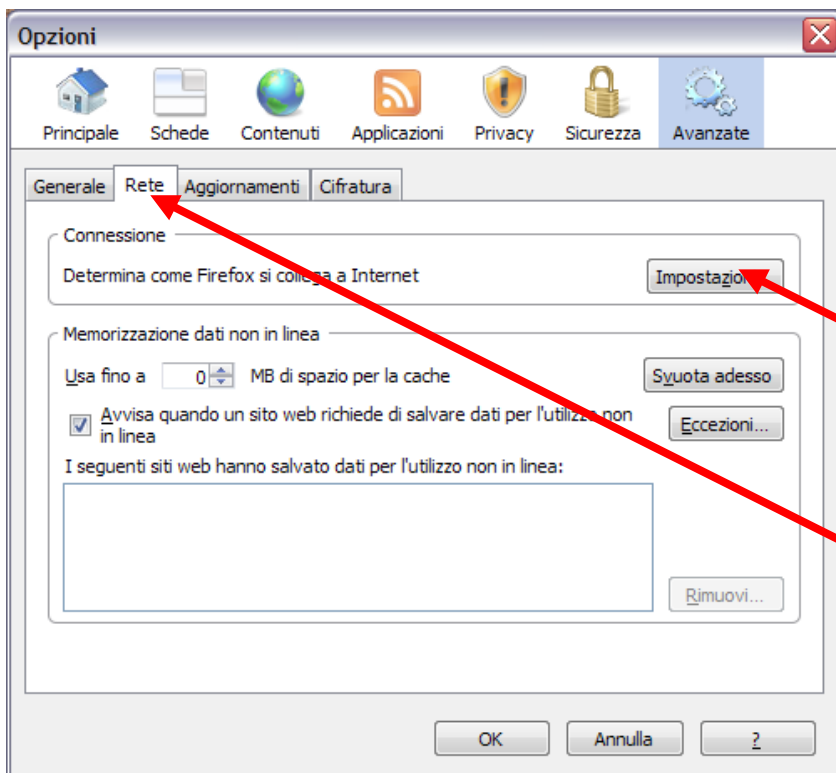 Opzioni
Principale Schede Contenuti Applicazioni Privacy Sicurezza Avanzate
Generale Rete Aggiornamenti Cifratura
Connessione
Determina come Firefox si collega a Internet Impostazioni...
Memorizzazione dati non in linea
Usa fino a 0 MB di spazio per la cache Svuota adesso
Avvisa quando un sito web richiede di salvare dati per l'utilizzo non
in linea
Eccezioni...
I seguenti siti web hanno salvato dati per l'utilizzo non in linea:
Rimuovi...
OK Annulla ?